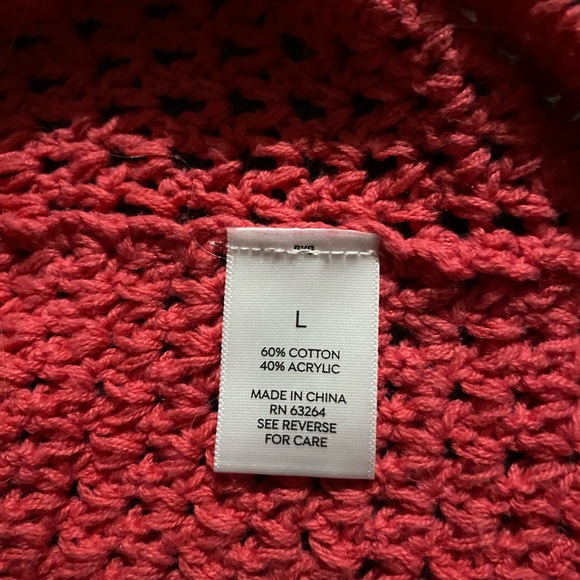 L
60% COTTON
40% ACRYLIC
MADE IN CHINA
RN 63264
SEE REVERSE
FOR CARE